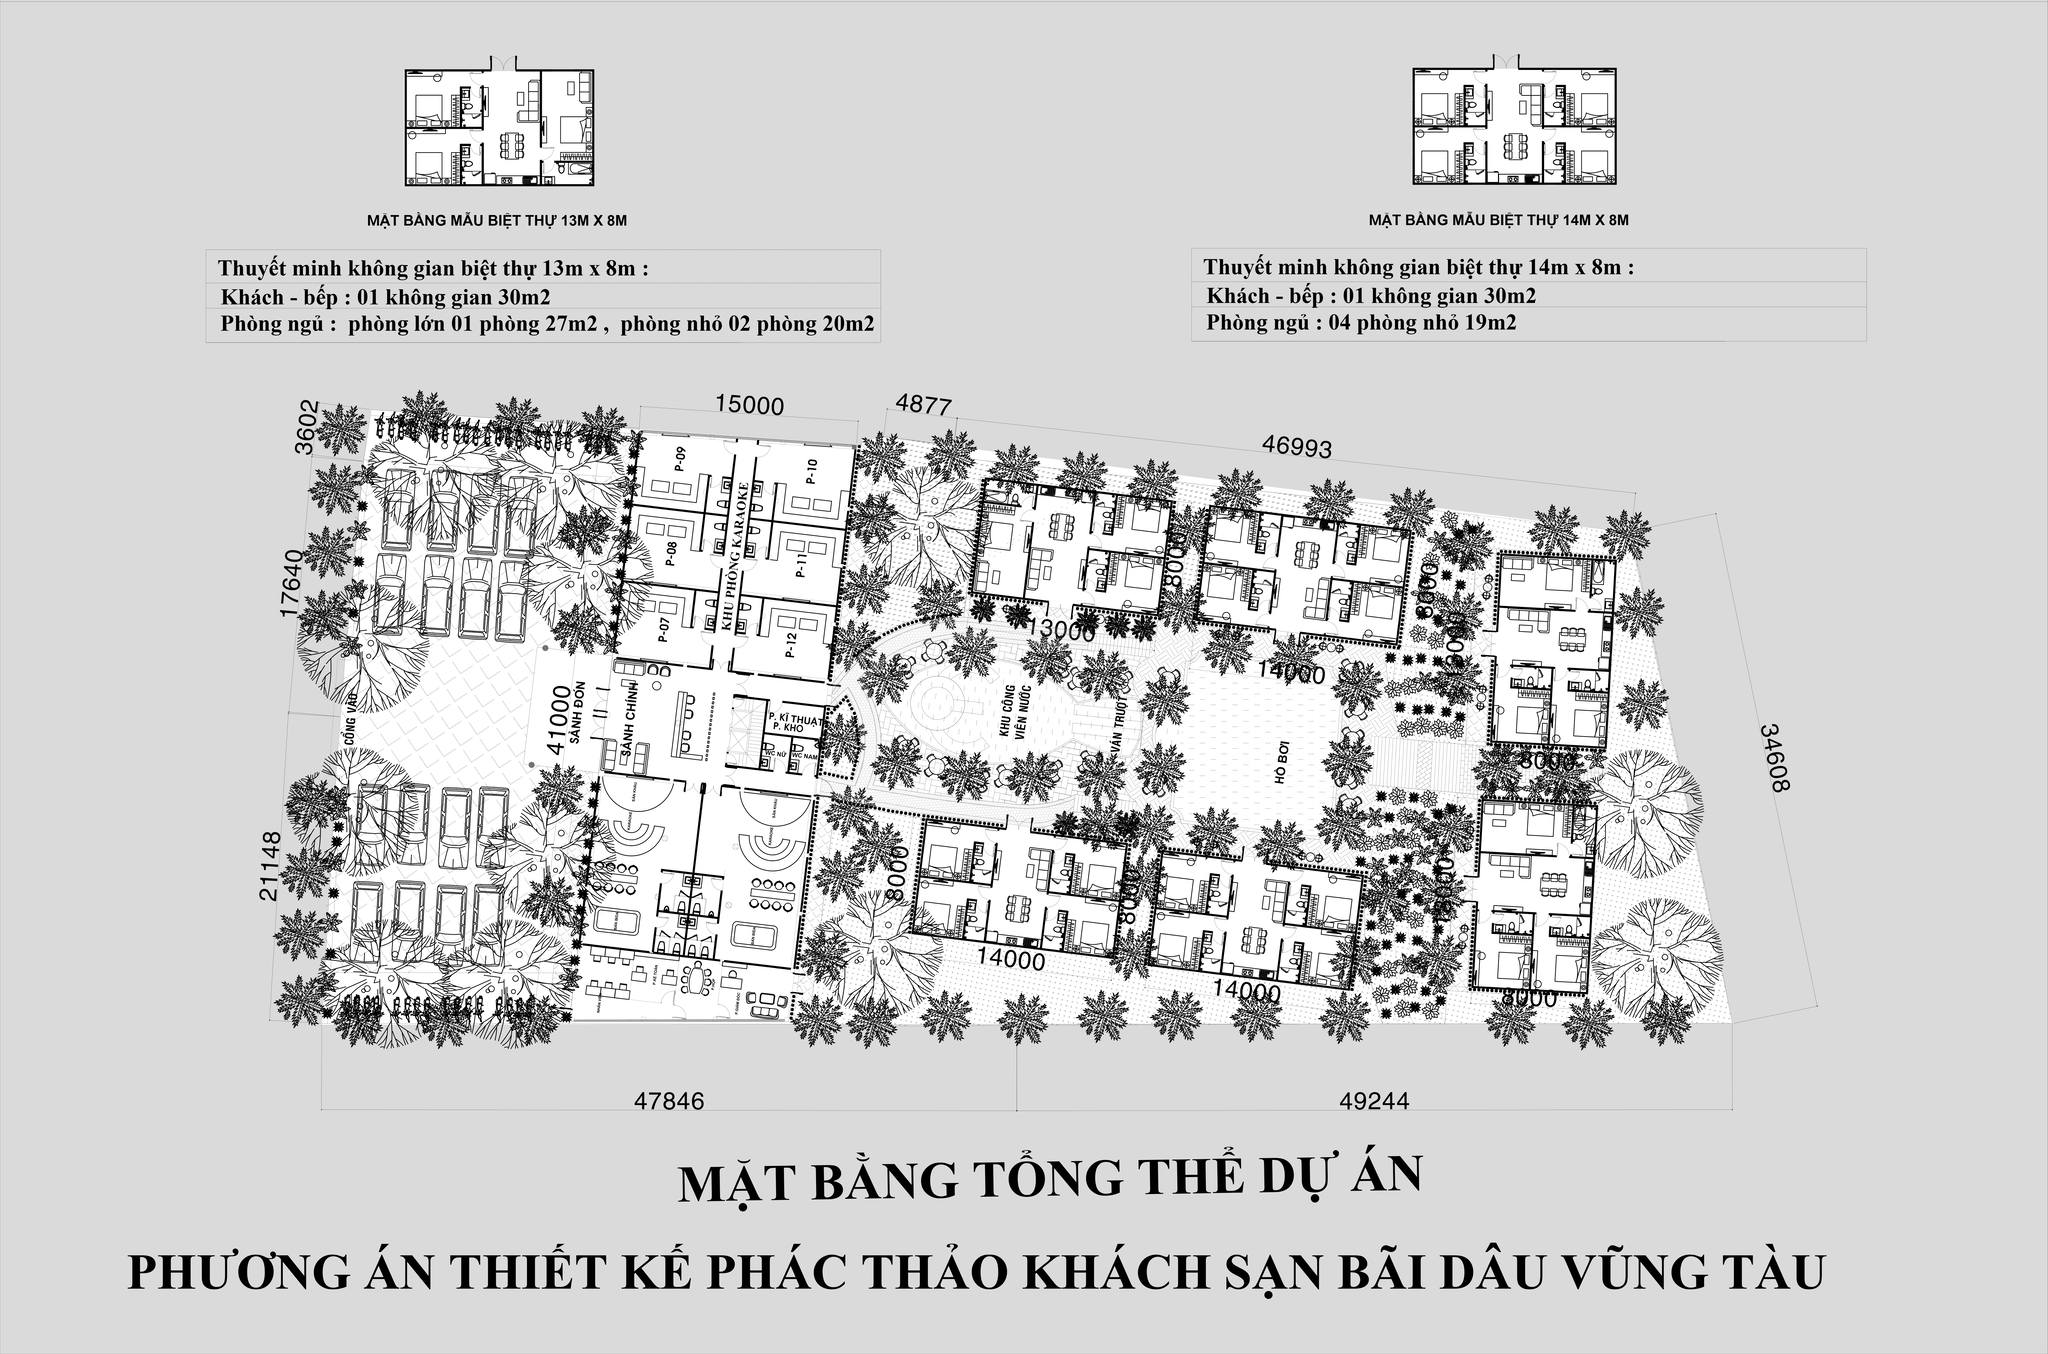 MẶT BẰNG MẪU BIỆT THỰ 13M X 8M
MẶT BẰNG MẪU BIỆT THỰ 14M X 8M
Thuyết minh không gian biệt thự 13m x 8m :
Khách - bếp : 01 không gian 30m2
Phòng ngủ : phòng lớn 01 phòng 27m2 , phòng nhỏ 02 phòng 20m2
Thuyết minh không gian biệt thự 14m x 8m :
Khách - bếp : 01 không gian 30m2
Phòng ngủ : 04 phòng nhỏ 19m2
3602
15000
4877
46993
17640
P-09
P-10
P-08
P-11
P-07
P-12
KHU PHÒNG KARAOKE
8000
13000
8000
14000
13000
CỔNG VÀO
41000
SẢNH ĐÓN
SẢNH CHÍNH
P. KĨ THUẬT
P. KHO
WC NỮ
WC NAM
KHU CÔNG
VIÊN NƯỚC
VÁN TRƯỢT
HỒ BƠI
8000
34608
21148
SÂN KHẤU
SÂN KHẤU
8000
8000
14000
14000
13000
8000
47846
49244
MẶT BẰNG TỔNG THỂ DỰ ÁN
PHƯƠNG ÁN THIẾT KẾ PHÁC THẢO KHÁCH SẠN BÃI DÂU VŨNG TÀU